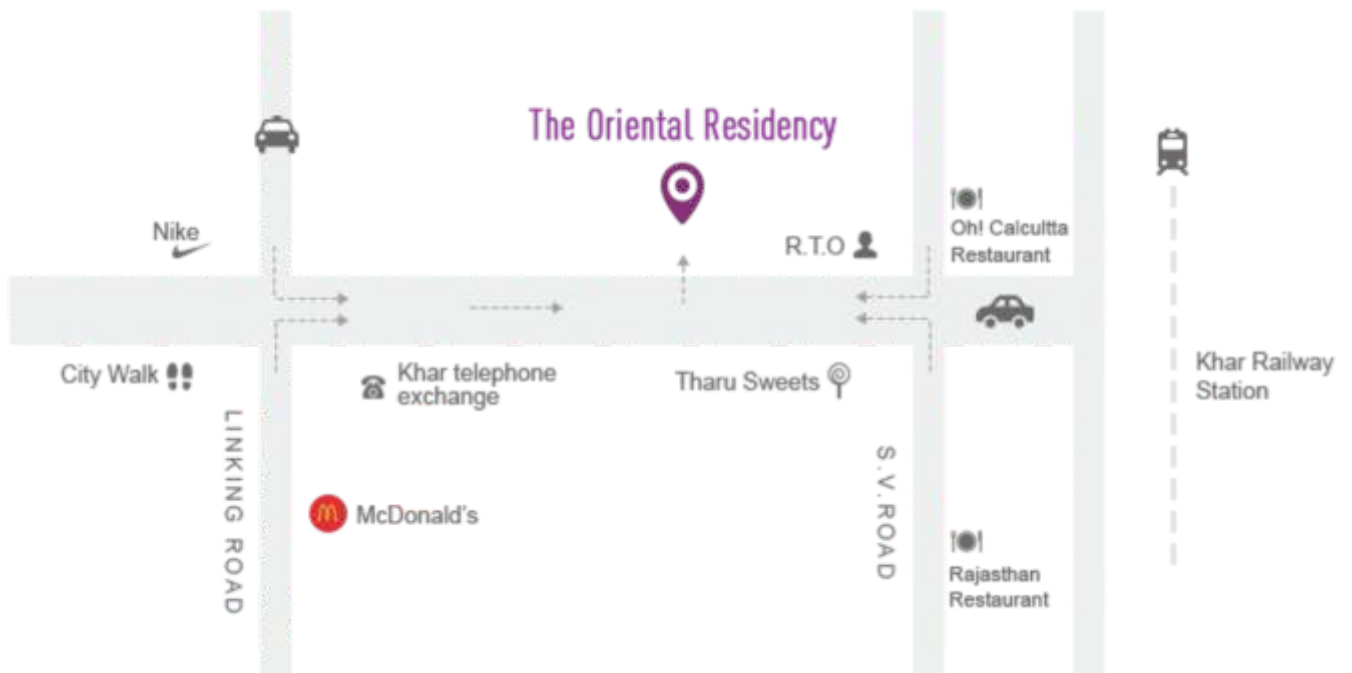 The Oriental Residency
Nike
R.T.O
Oh! Calcultta
Restaurant
City Walk
Khar telephone
exchange
Tharu Sweets
Khar Railway
Station
LINKING ROAD
McDonald's
S.V.ROAD
Rajasthan
Restaurant